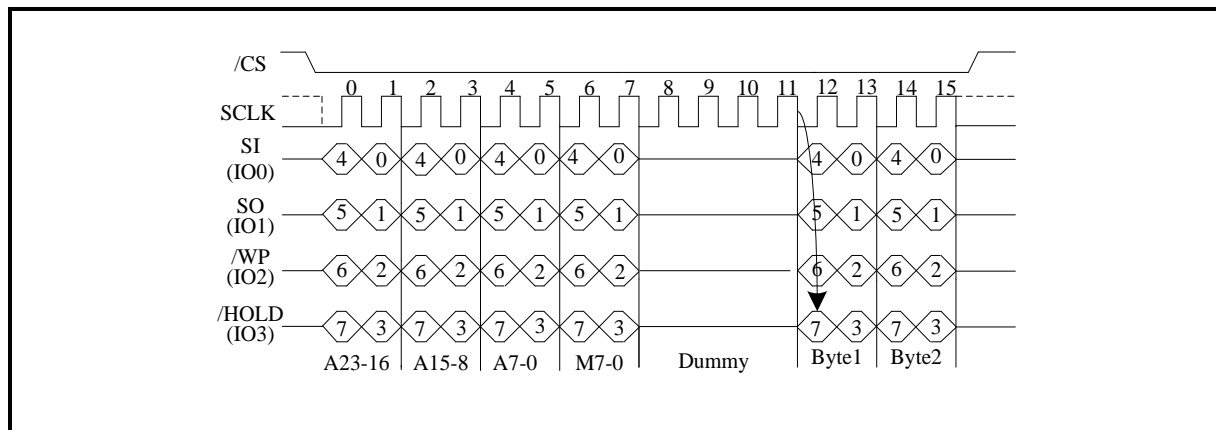 /CS
0 1 2 3 4 5 6 7 8 9 10 11 12 13 14 15
SCLK
SI
(IO0)
4 0 4 0 4 0 4 0 4 0 4 0
SO
(IO1)
5 1 5 1 5 1 5 1 5 1 5 1
/WP
(IO2)
6 2 6 2 6 2 6 2 6 2 6 2
/HOLD
(IO3)
7 3 7 3 7 3 7 3 7 3 7 3
A23-16 A15-8 A7-0 M7-0 Dummy Byte1 Byte2